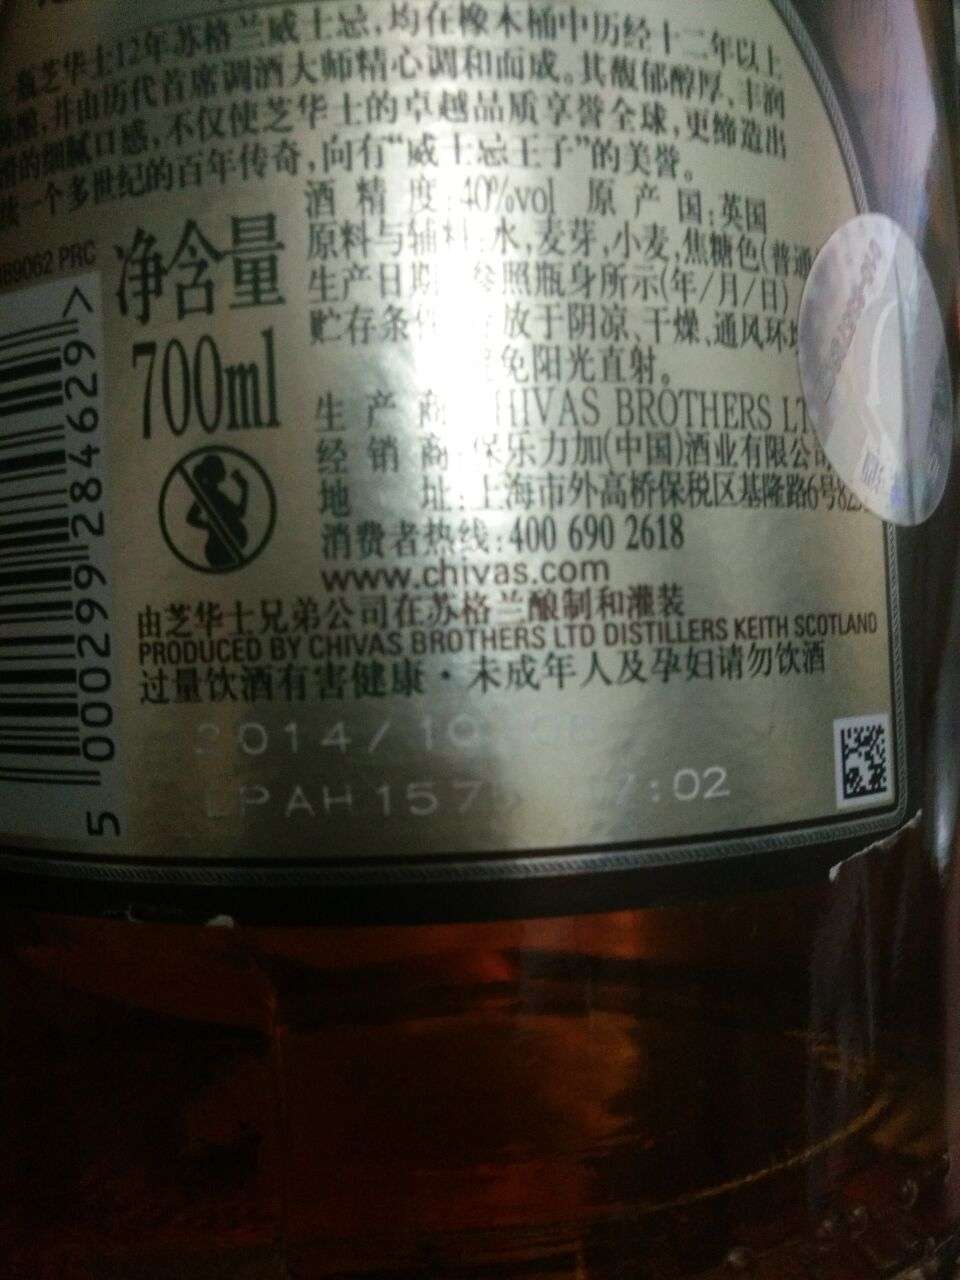 瓶芝华士12年苏格兰威士忌,均在橡木桶中历经十二年以上
酿,并由历代首席调酒大师精心调和而成。其馥郁醇厚、丰润
的细腻口感,不仅使芝华士的卓越品质享誉全球,更缔造出
一个多世纪的百年传奇,向有“威士忌王子”的美誉。
酒精度:40%vol 原产国:英国
原料与辅料:水,麦芽,小麦,焦糖色(普通
生产日期 参照瓶身所示(年/月/日)
贮存条件 放于阴凉、干燥、通风环
免阳光直射。
生产商 CHIVAS BROTHERS LT
经销商 保乐力加(中国)酒业有限公司
地址:上海市外高桥保税区基隆路6号
消费者热线:400 690 2618
www.chivas.com
由芝华士兄弟公司在苏格兰酿制和灌装
PRODUCED BY CHIVAS BROTHERS LTD DISTILLERS KEITH SCOTLAND
过量饮酒有害健康·未成年人及孕妇请勿饮酒
净含量
700ml
89062 PRC
5 000299 284629 >
2014/10
LPAH1575 :02